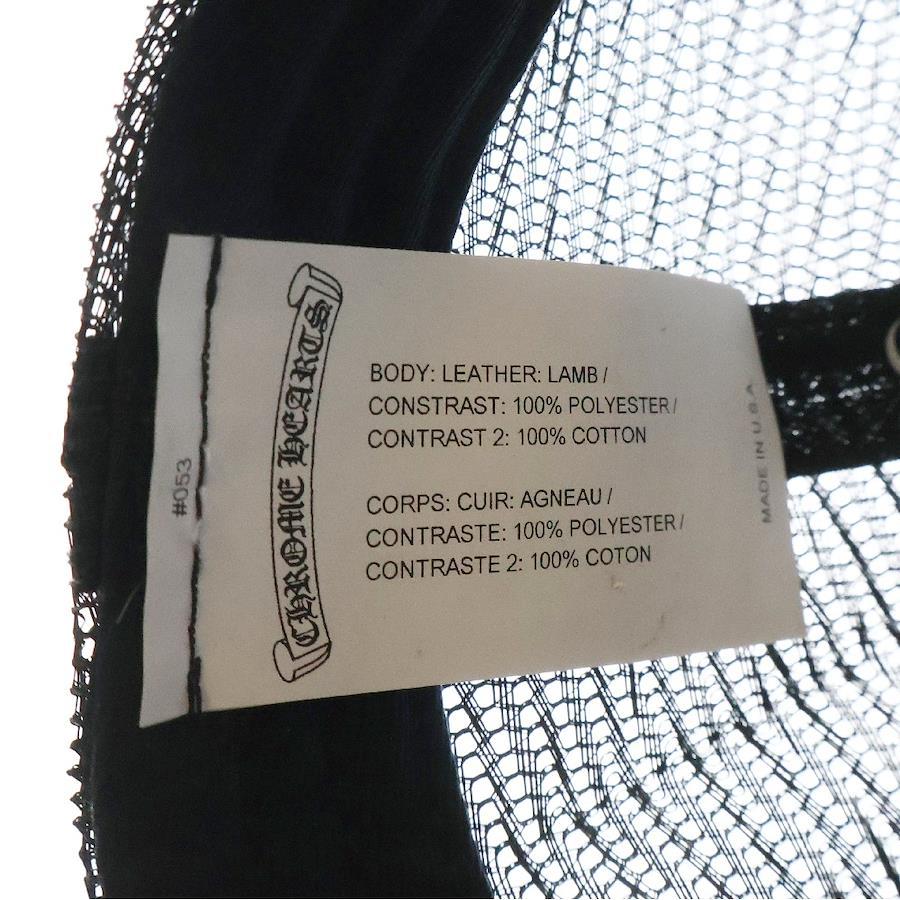 #053
CHROME HEARTS
BODY: LEATHER: LAMB /
CONSTRAST: 100% POLYESTER /
CONTRAST 2: 100% COTTON
CORPS: CUIR: AGNEAU /
CONTRASTE: 100% POLYESTER /
CONTRASTE 2: 100% COTON
MADE IN U.S.A